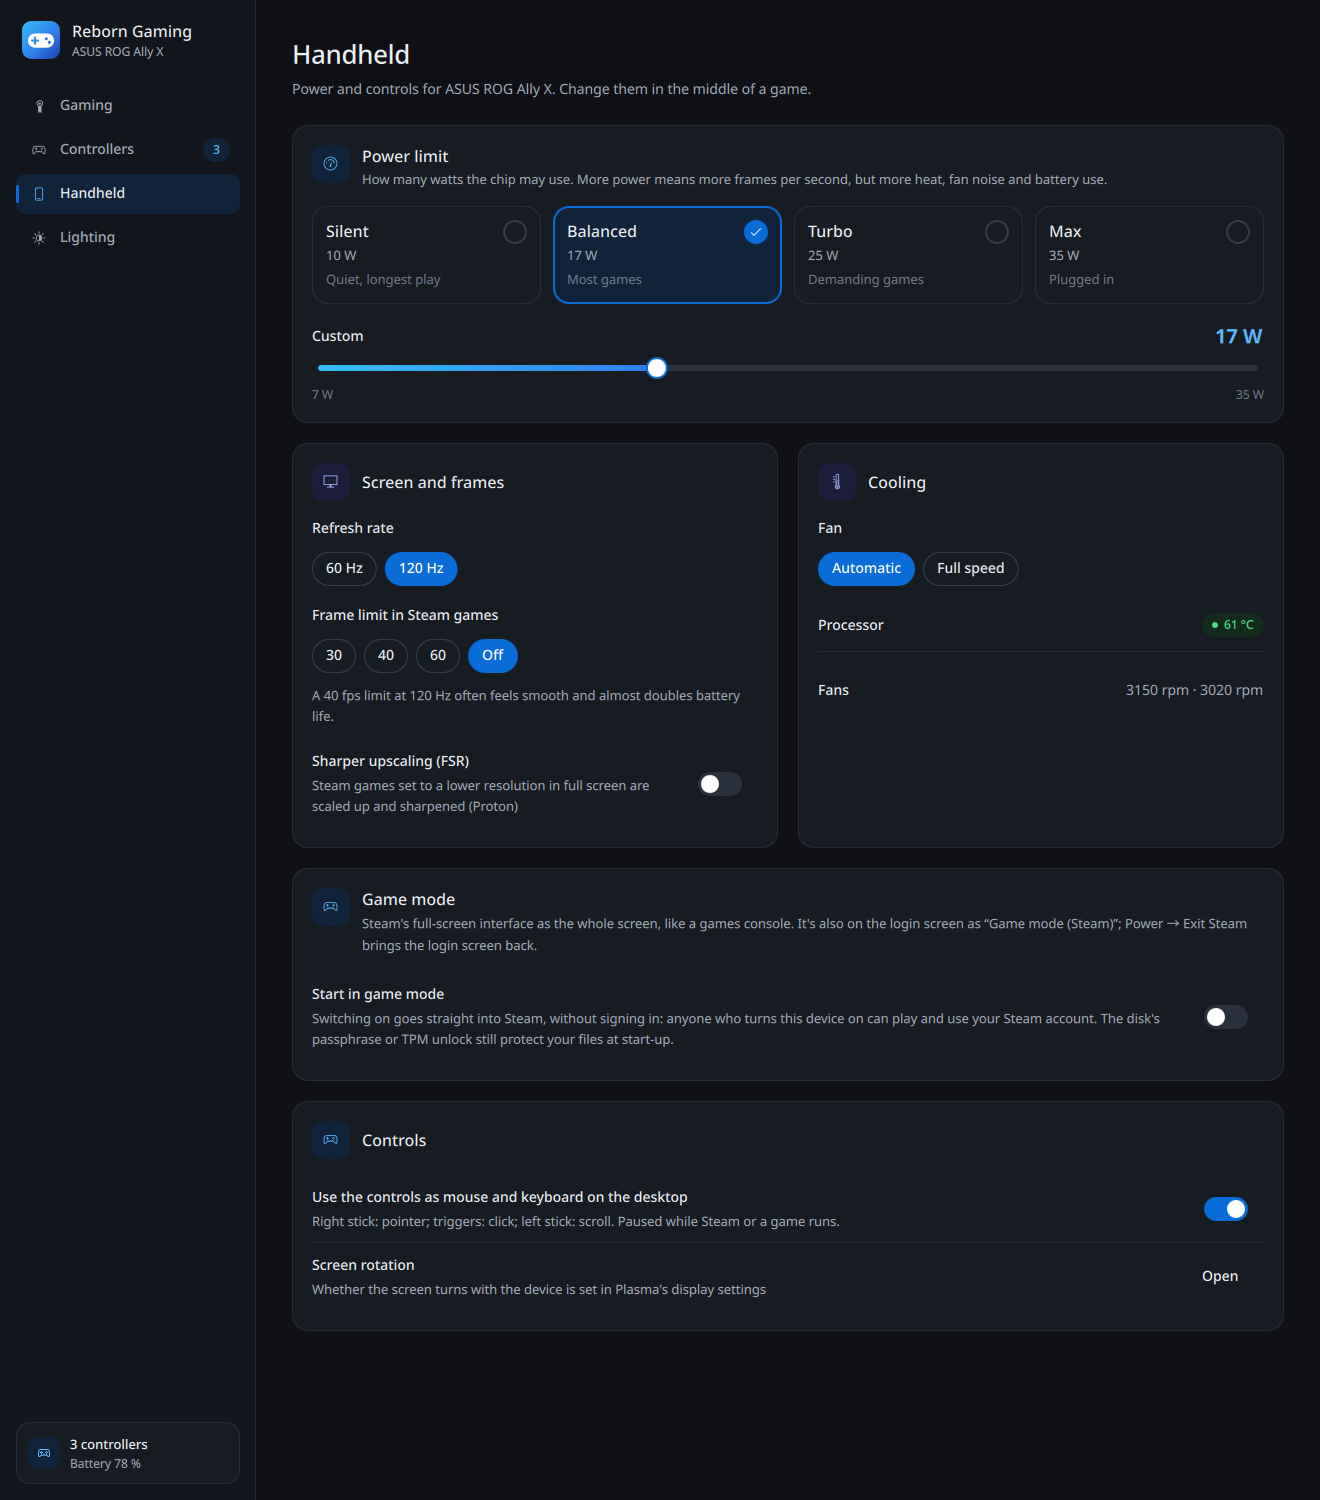 Reborn Gaming
ASUS ROG Ally X
Gaming
Controllers
3
Handheld
Lighting
3 controllers
Battery 78 %
Handheld
Power and controls for ASUS ROG Ally X. Change them in the middle of a game.
Power limit
How many watts the chip may use. More power means more frames per second, but more heat, fan noise and battery use.
Silent
10 W
Quiet, longest play
Balanced
17 W
Most games
Turbo
25 W
Demanding games
Max
35 W
Plugged in
Custom
17 W
7 W
35 W
Screen and frames
Refresh rate
60 Hz
120 Hz
Frame limit in Steam games
30
40
60
Off
A 40 fps limit at 120 Hz often feels smooth and almost doubles battery
life.
Sharper upscaling (FSR)
Steam games set to a lower resolution in full screen are
scaled up and sharpened (Proton)
Cooling
Fan
Automatic
Full speed
Processor
61 °C
Fans
3150 rpm · 3020 rpm
Game mode
Steam's full-screen interface as the whole screen, like a games console. It's also on the login screen as “Game mode (Steam)”; Power → Exit Steam
brings the login screen back.
Start in game mode
Switching on goes straight into Steam, without signing in: anyone who turns this device on can play and use your Steam account. The disk's
passphrase or TPM unlock still protect your files at start-up.
Controls
Use the controls as mouse and keyboard on the desktop
Right stick: pointer; triggers: click; left stick: scroll. Paused while Steam or a game runs.
Screen rotation
Whether the screen turns with the device is set in Plasma's display settings
Open